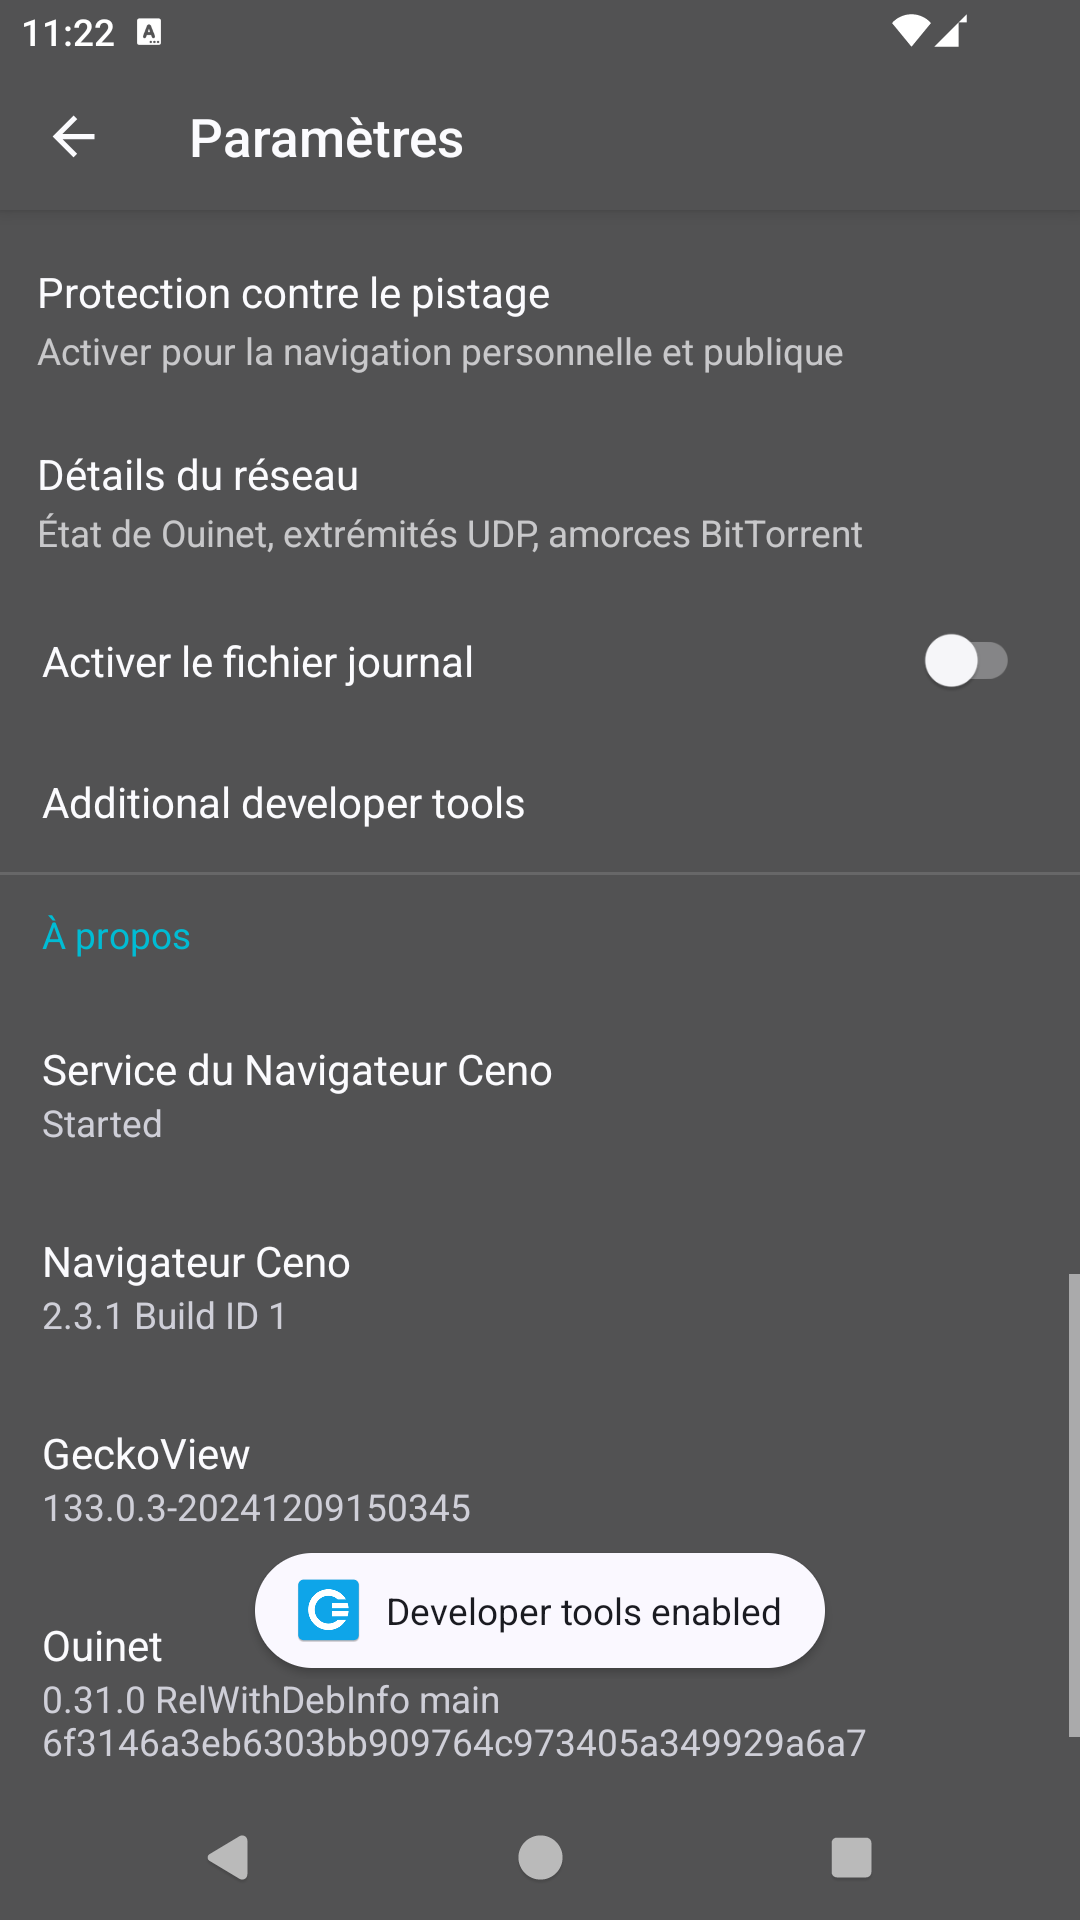 11:22
Paramètres
Protection contre le pistage
Activer pour la navigation personnelle et publique
Détails du réseau
État de Ouinet, extrémités UDP, amorces BitTorrent
Activer le fichier journal
Additional developer tools
À propos
Service du Navigateur Ceno
Started
Navigateur Ceno
2.3.1 Build ID 1
GeckoView
133.0.3-20241209150345
Developer tools enabled
Ouinet
0.31.0 RelWithDebInfo main
6f3146a3eb6303bb909764c973405a349929a6a7